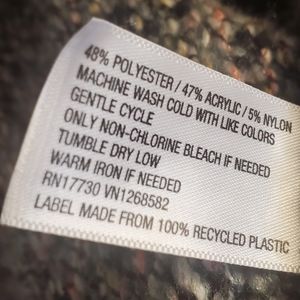 48% POLYESTER / 47% ACRYLIC / 5% NYLON
MACHINE WASH COLD WITH LIKE COLORS
GENTLE CYCLE
ONLY NON-CHLORINE BLEACH IF NEEDED
TUMBLE DRY LOW
WARM IRON IF NEEDED
RN17730 VN1268582
LABEL MADE FROM 100% RECYCLED PLASTIC